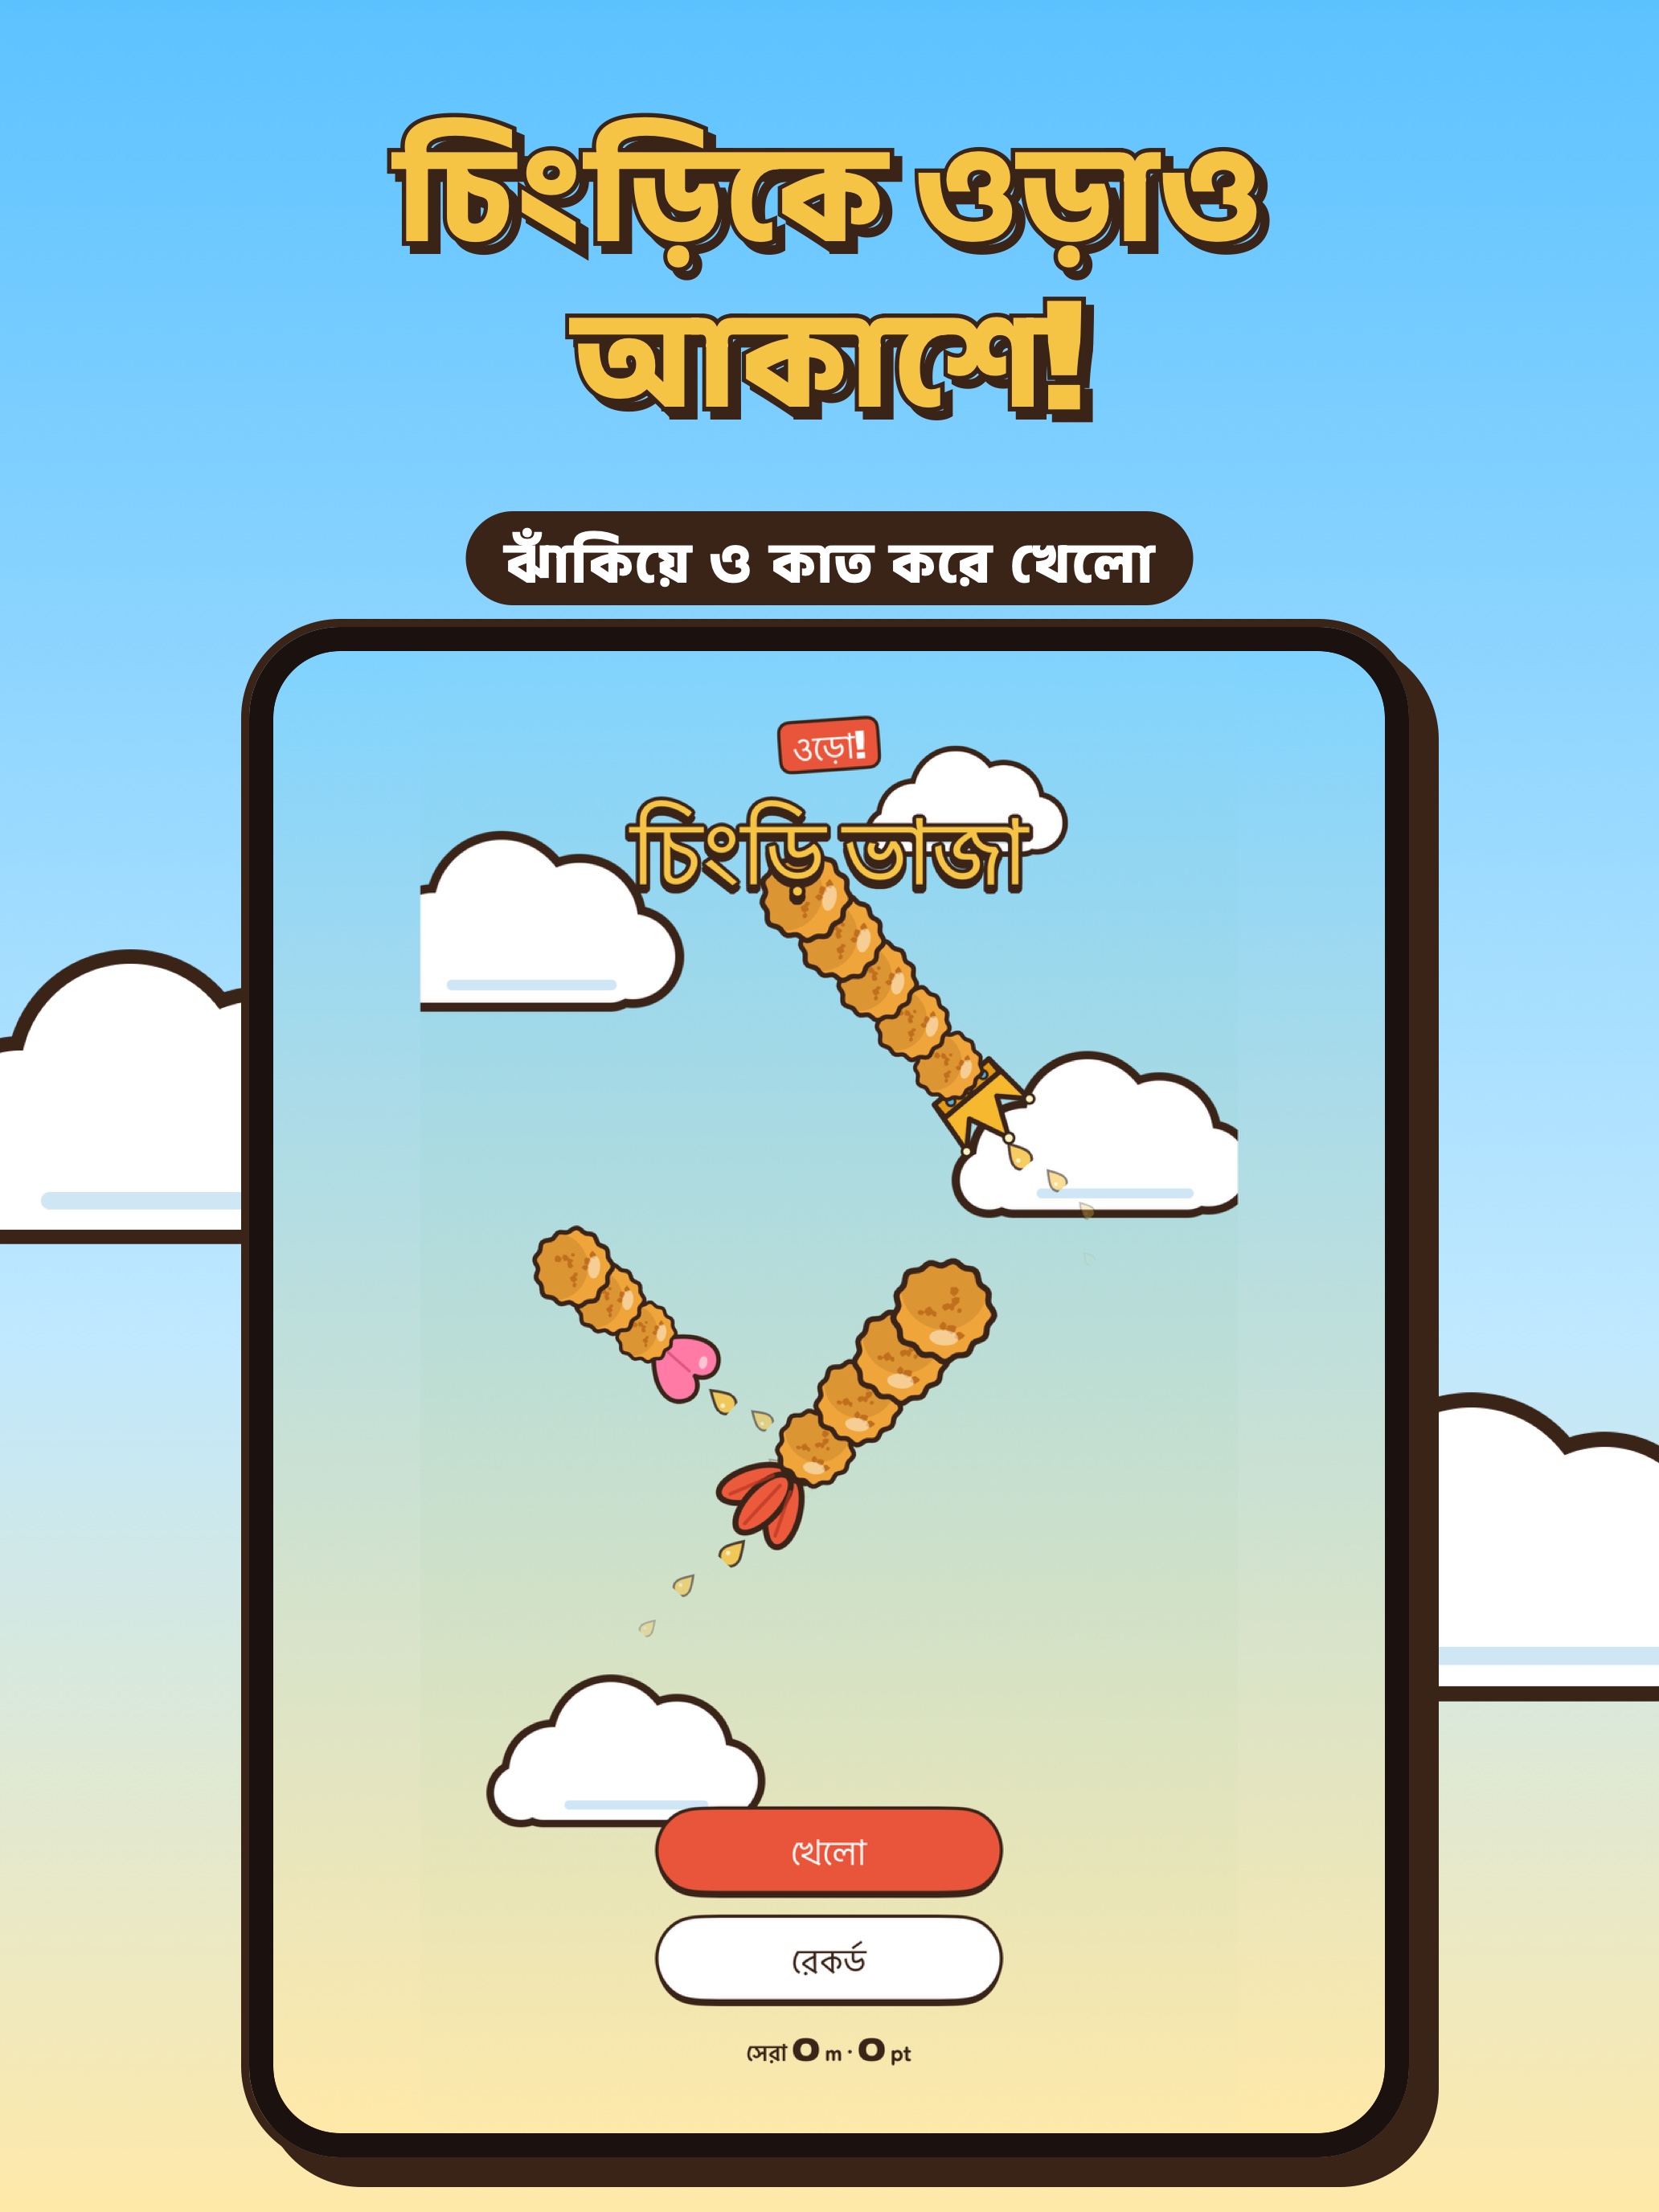 চিংড়িকে ওড়াও
আকাশে!
ঝাঁকিয়ে ও কাত করে খেলো
ওড়ো!
চিংড়ি ভাজা
খেলো
রেকর্ড
সেরা 0 m · 0 pt